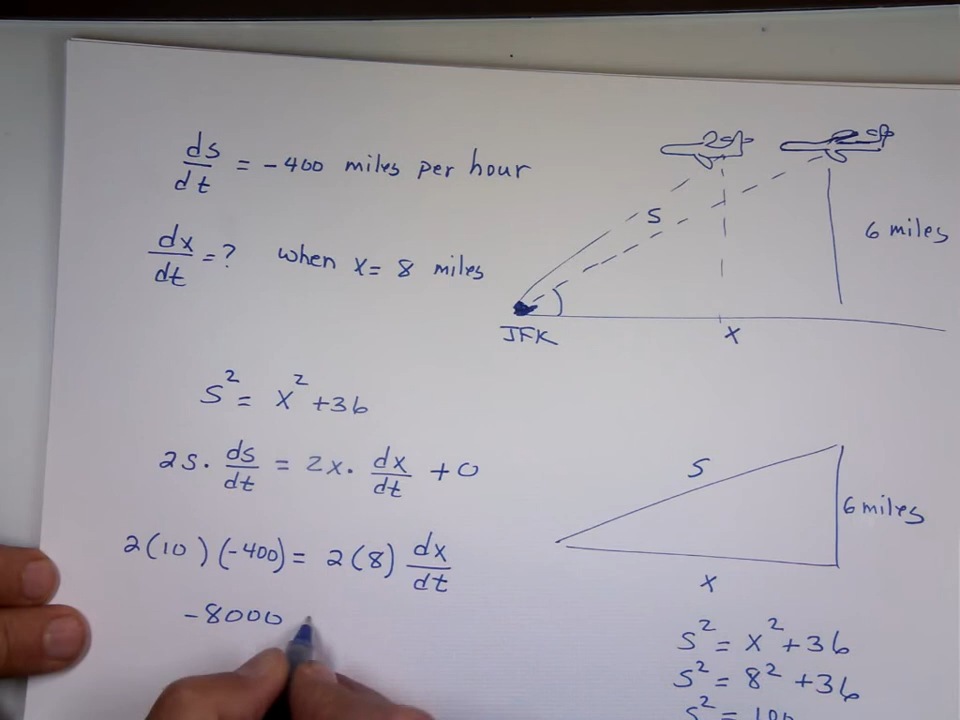 ds/dt = -400 miles per hour
dx/dt = ? when x = 8 miles
S
6 miles
JFK
X
S² = X² + 36
2s · ds/dt = 2x · dx/dt + 0
2(10)(-400) = 2(8) dx/dt
-8000
S
6 miles
x
S² = X² + 36
S² = 8² + 36
S² = 100